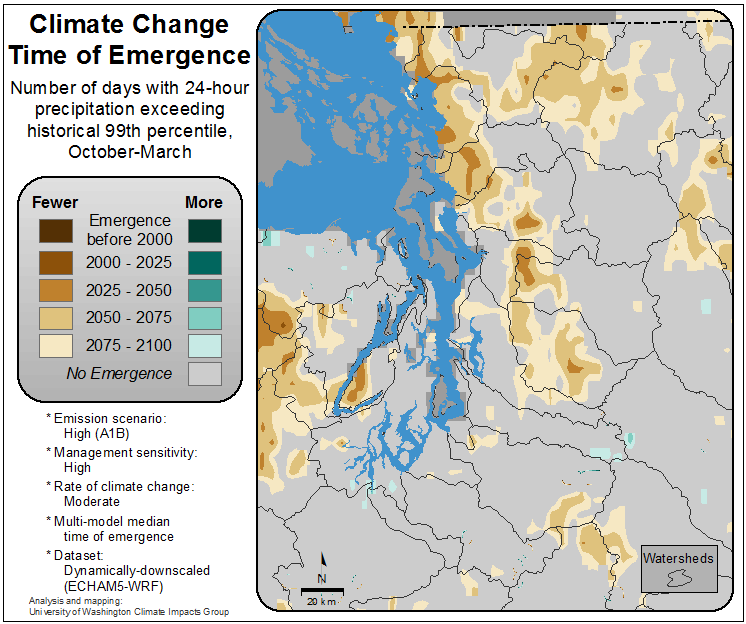 Climate Change
Time of Emergence
Number of days with 24-hour
precipitation exceeding
historical 99th percentile,
October-March
Fewer More
Emergence
before 2000
2000 - 2025
2025 - 2050
2050 - 2075
2075 - 2100
No Emergence
* Emission scenario:
High (A1B)
* Management sensitivity:
High
* Rate of climate change:
Moderate
* Multi-model median
time of emergence
* Dataset:
Dynamically-downscaled
(ECHAM5-WRF)
Analysis and mapping:
University of Washington Climate Impacts Group
N
20 km
Watersheds